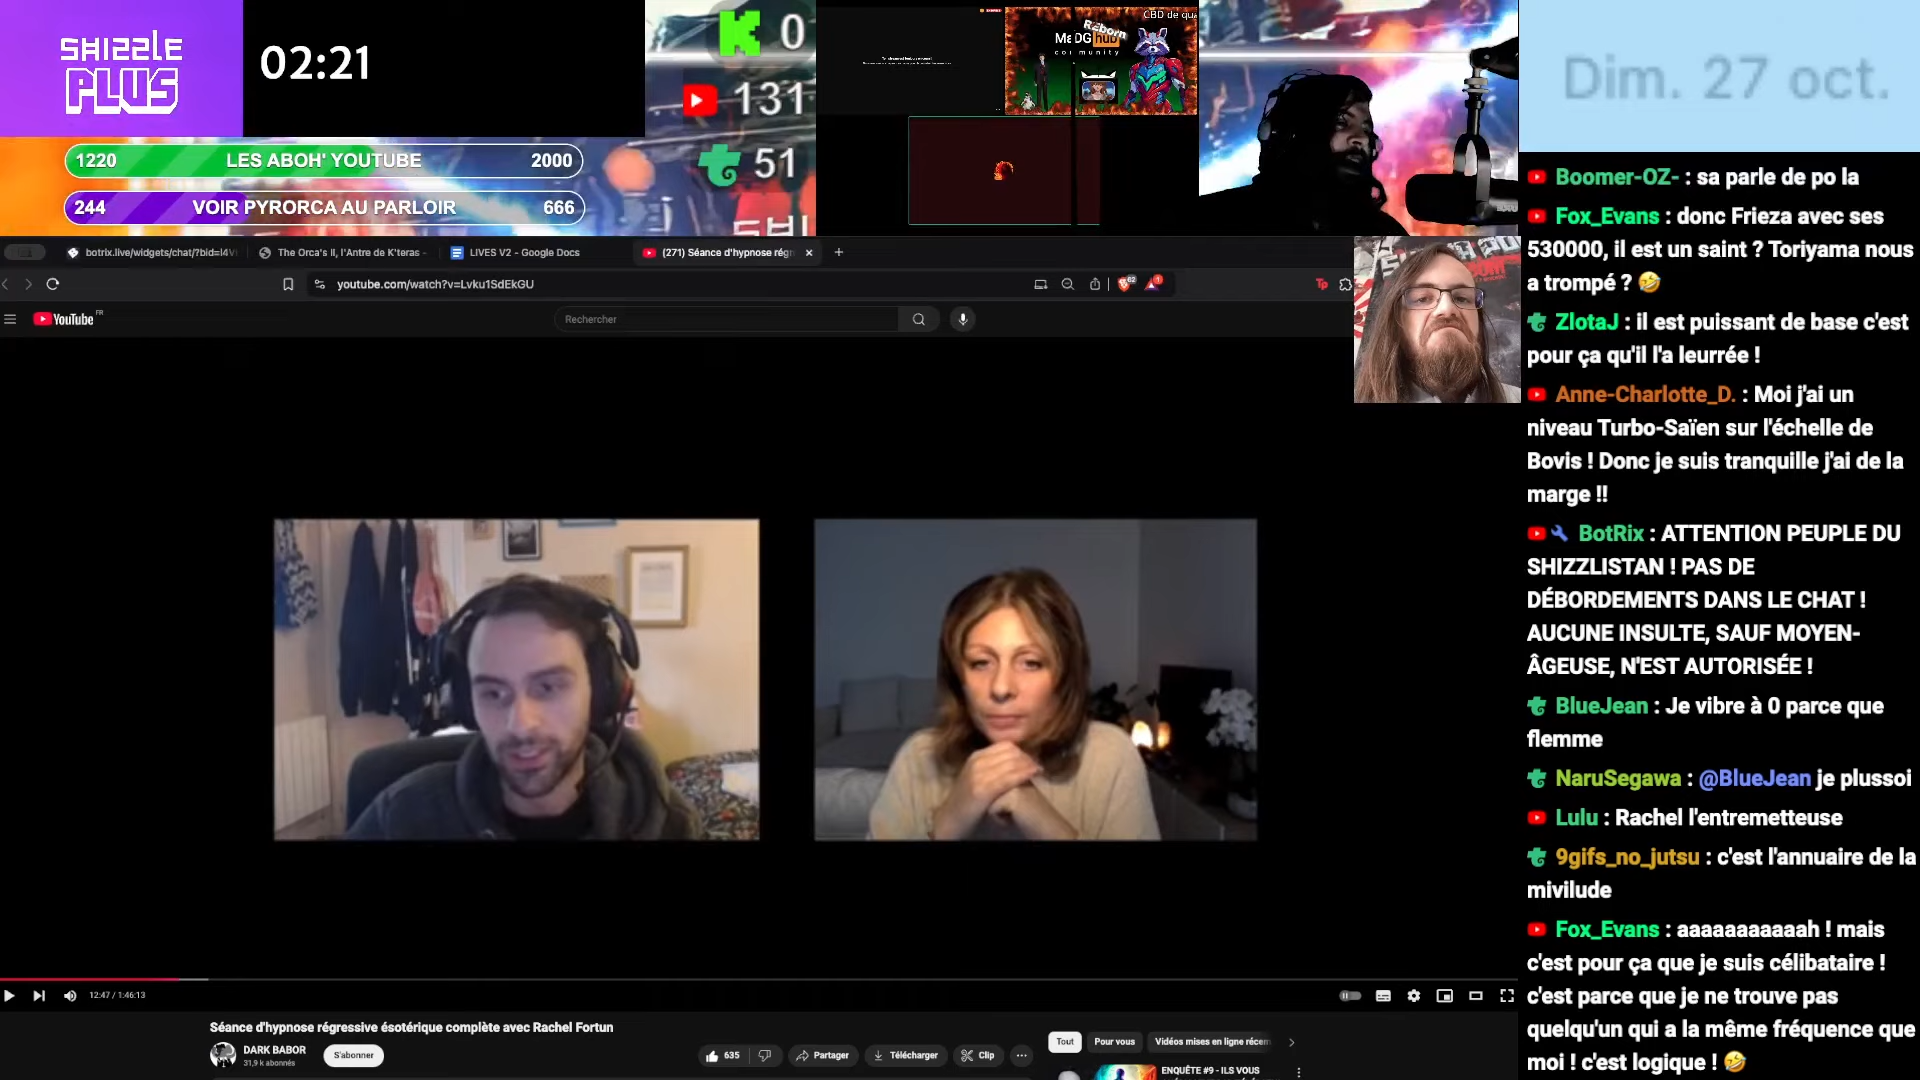 SHIZZLE
PLUS
02:21
0
131
51
1220 LES ABOH' YOUTUBE 2000
244 VOIR PYRORCA AU PARLOIR 666
CBD de qua
Reborn
hub
community
Dim. 27 oct.
botrix.live/widgets/chat/?bid=l4V
The Orca's II, l'Antre de K'teras -
LIVES V2 - Google Docs
(271) Séance d'hypnose régr
youtube.com/watch?v=Lvku1SdEkGU
YouTube FR
Rechercher
12:47 / 1:46:13
Séance d'hypnose régressive ésotérique complète avec Rachel Fortun
DARK BABOR
31,9 k abonnés
S'abonner
635
Partager
Télécharger
Clip
Tout
Pour vous
Vidéos mises en ligne récem
ENQUÊTE #9 - ILS VOUS
Boomer-OZ- : sa parle de po la
Fox_Evans : donc Frieza avec ses
530000, il est un saint ? Toriyama nous
a trompé ? 🤣
ZlotaJ : il est puissant de base c'est
pour ça qu'il l'a leurrée !
Anne-Charlotte_D. : Moi j'ai un
niveau Turbo-Saïen sur l'échelle de
Bovis ! Donc je suis tranquille j'ai de la
marge !!
BotRix : ATTENTION PEUPLE DU
SHIZZLISTAN ! PAS DE
DÉBORDEMENTS DANS LE CHAT !
AUCUNE INSULTE, SAUF MOYEN-
ÂGEUSE, N'EST AUTORISÉE !
BlueJean : Je vibre à 0 parce que
flemme
NaruSegawa : @BlueJean je plussoi
Lulu : Rachel l'entremetteuse
9gifs_no_jutsu : c'est l'annuaire de la
mivilude
Fox_Evans : aaaaaaaaaaah ! mais
c'est pour ça que je suis célibataire !
c'est parce que je ne trouve pas
quelqu'un qui a la même fréquence que
moi ! c'est logique ! 🤣